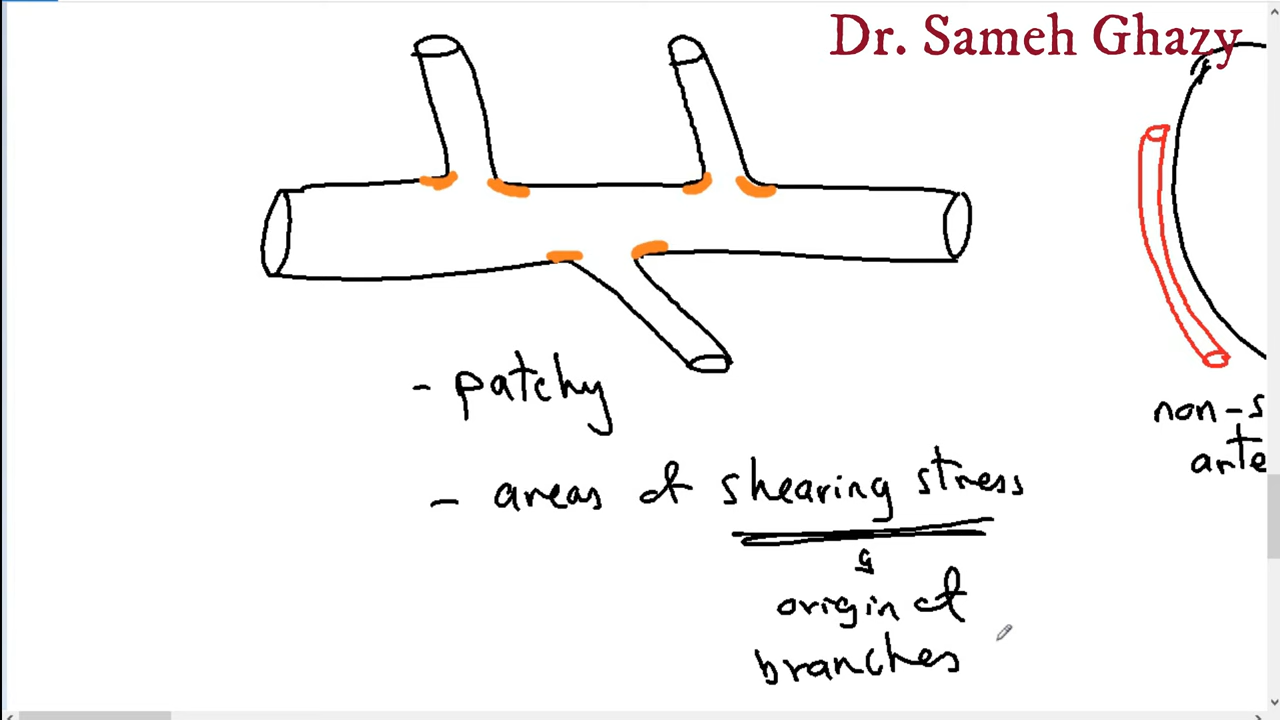 Dr. Sameh Ghazy
- patchy
- areas of shearing stress
origin of
branches
non-s
arte